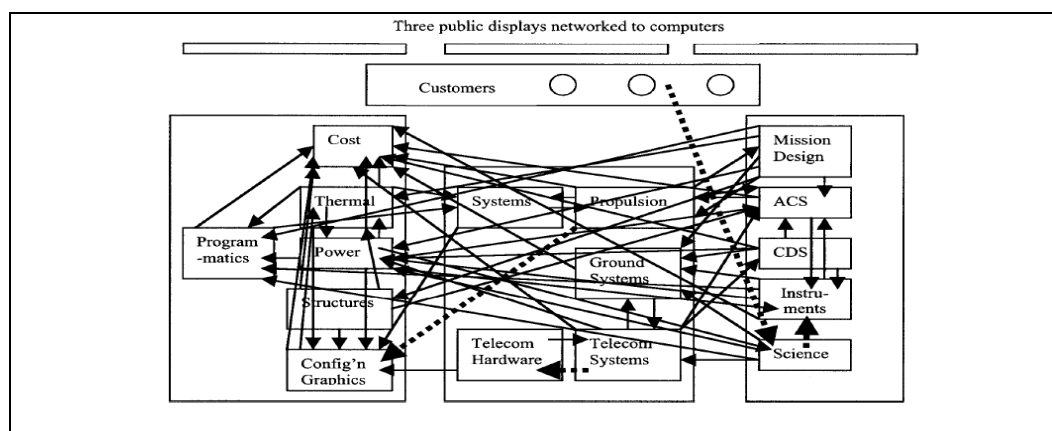 Three public displays networked to computers
Customers
Cost
Mission
Design
Thermal
Systems
Propulsion
ACS
Program
-matics
Power
Ground
Systems
CDS
Structures
Instru-
ments
Config'n
Graphics
Telecom
Hardware
Telecom
Systems
Science